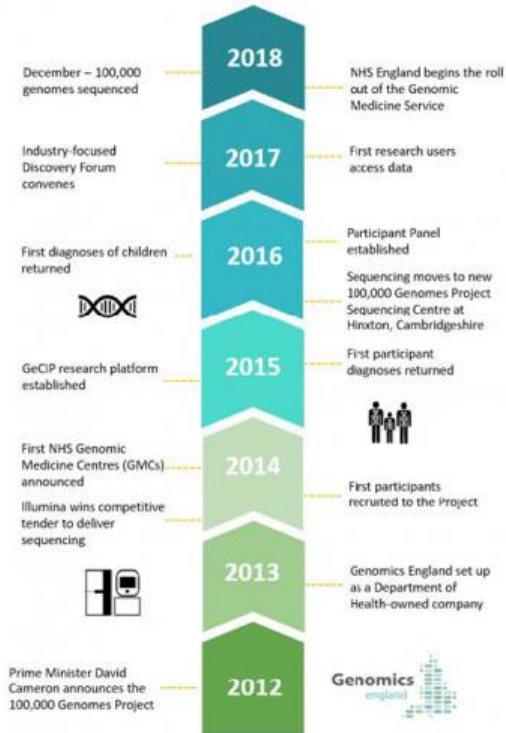 2018
December – 100,000
genomes sequenced
NHS England begins the roll
out of the Genomic
Medicine Service
2017
Industry-focused
Discovery Forum
convenes
First research users
access data
2016
Participant Panel
established
First diagnoses of children
returned
Sequencing moves to new
100,000 Genomes Project
Sequencing Centre at
Hinxton, Cambridgeshire
2015
First participant
diagnoses returned
GeCIP research platform
established
2014
First NHS Genomic
Medicine Centres (GMCs)
announced
First participants
recruited to the Project
Illumina wins competitive
tender to deliver
sequencing
2013
Genomics England set up
as a Department of
Health-owned company
2012
Prime Minister David
Cameron announces the
100,000 Genomes Project
Genomics
england